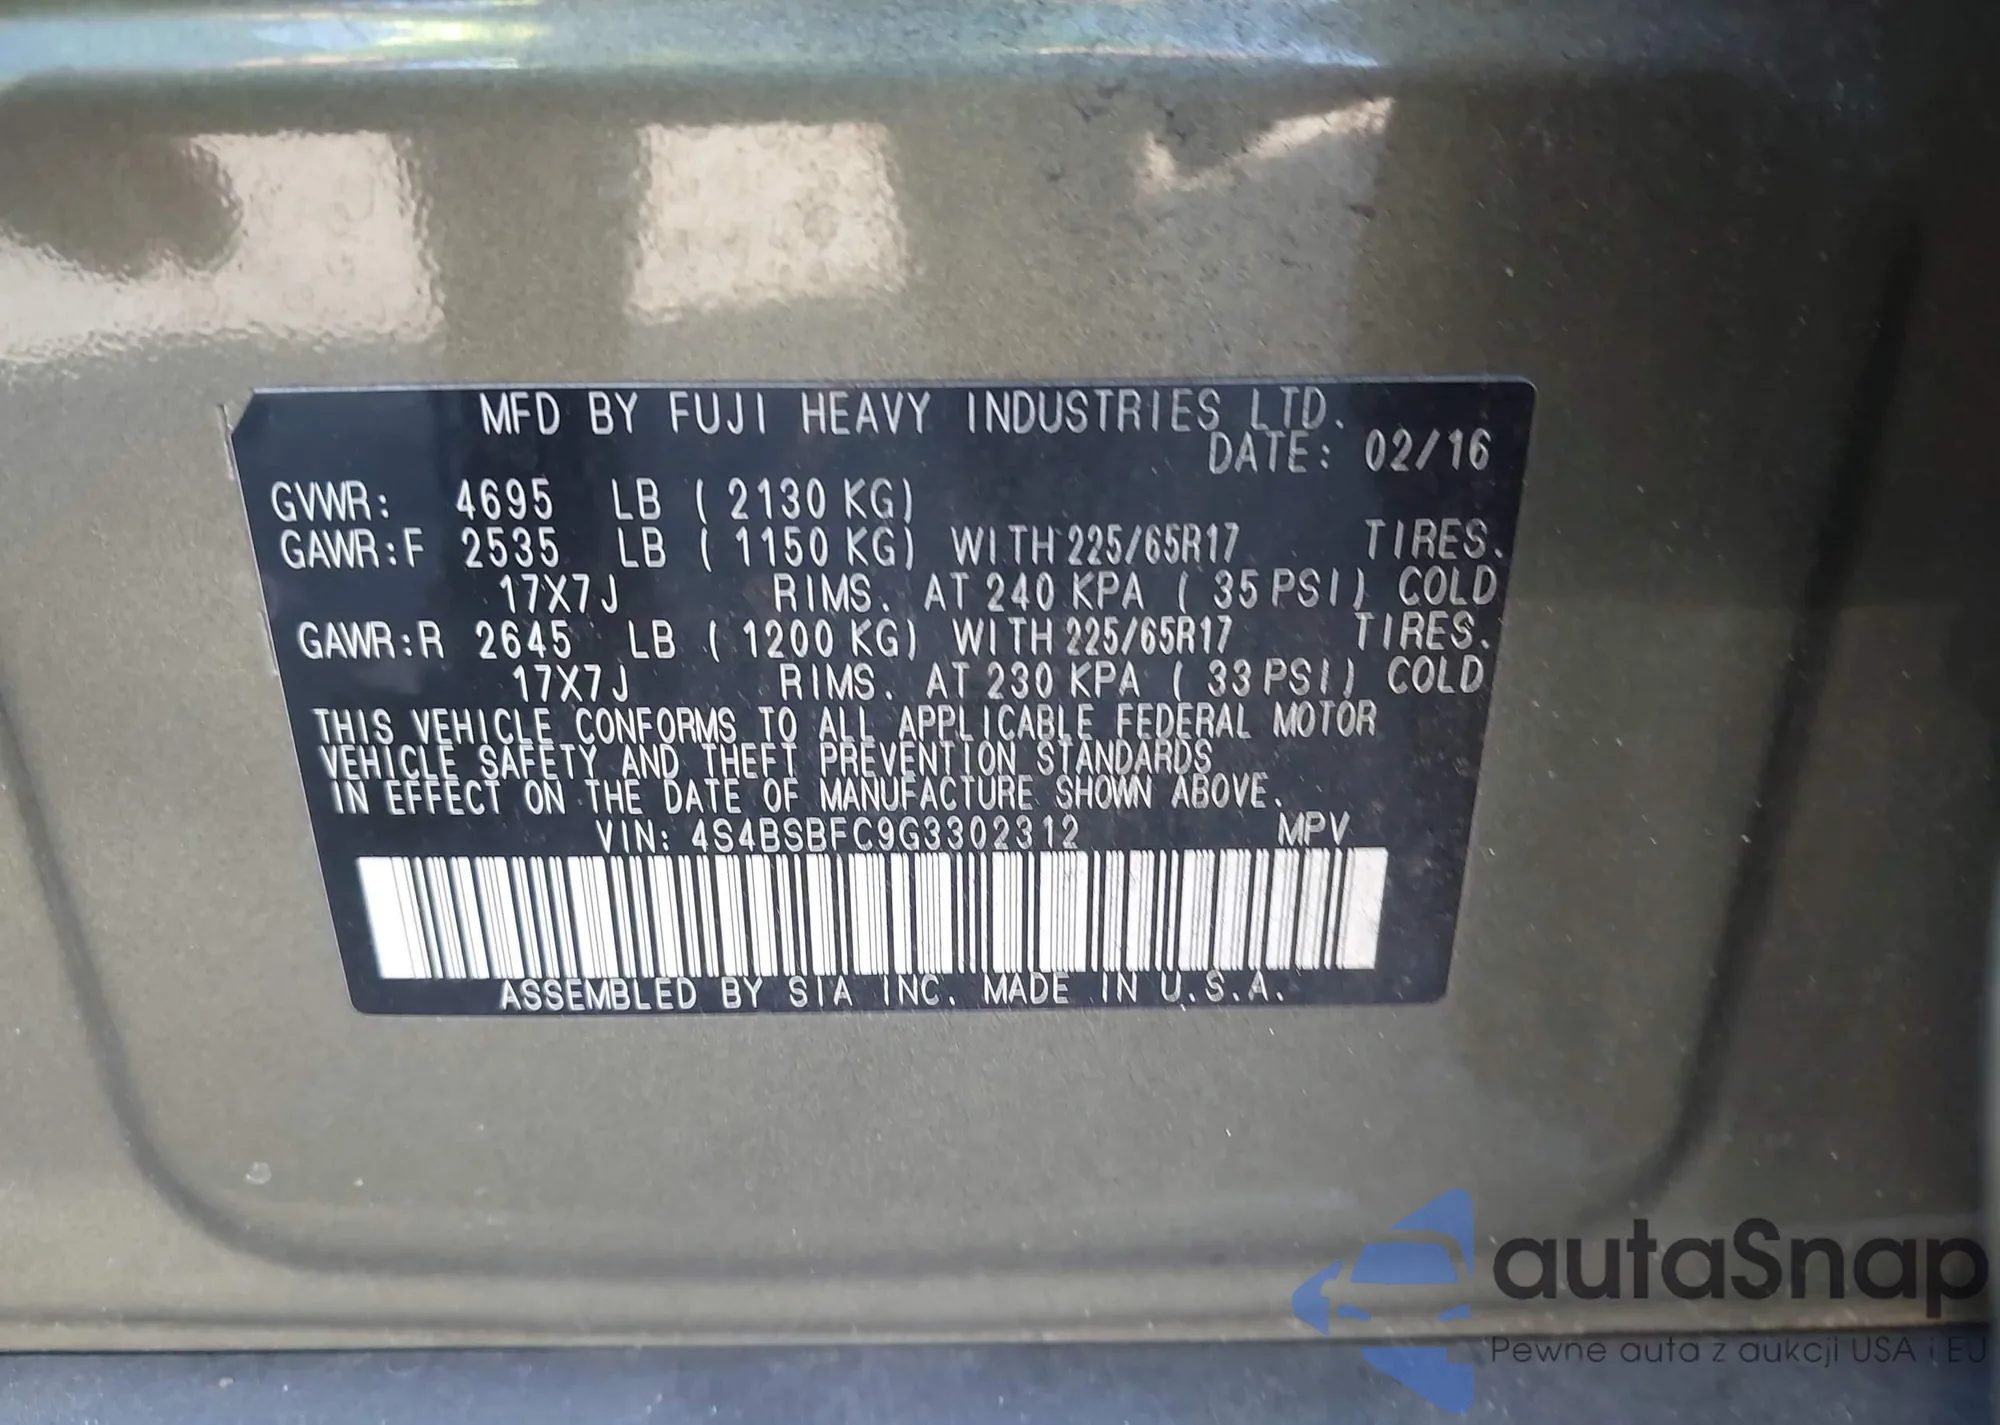 MFD BY FUJI HEAVY INDUSTRIES LTD.
DATE: 02/16
GVWR: 4695 LB ( 2130 KG)
GAWR:F 2535 LB ( 1150 KG) WITH 225/65R17 TIRES.
17X7J RIMS. AT 240 KPA ( 35 PSI) COLD
GAWR:R 2645 LB ( 1200 KG) WITH 225/65R17 TIRES.
17X7J RIMS. AT 230 KPA ( 33 PSI) COLD
THIS VEHICLE CONFORMS TO ALL APPLICABLE FEDERAL MOTOR
VEHICLE SAFETY AND THEFT PREVENTION STANDARDS
IN EFFECT ON THE DATE OF MANUFACTURE SHOWN ABOVE.
VIN: 4S4BSBFC9G3302312 MPV
ASSEMBLED BY SIA INC. MADE IN U.S.A.
autaSnap
Pewne auta z aukcji USA i EU